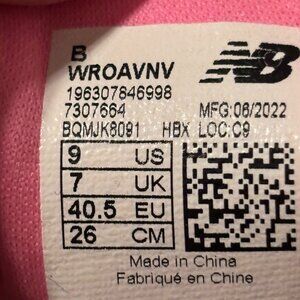 B
WROAVNV
196307846998
7307664 MFG:06/2022
BQMJK8091 HBX LOC:C9
9 US
7 UK
40.5 EU
26 CM
Made in China
Fabriqué en Chine